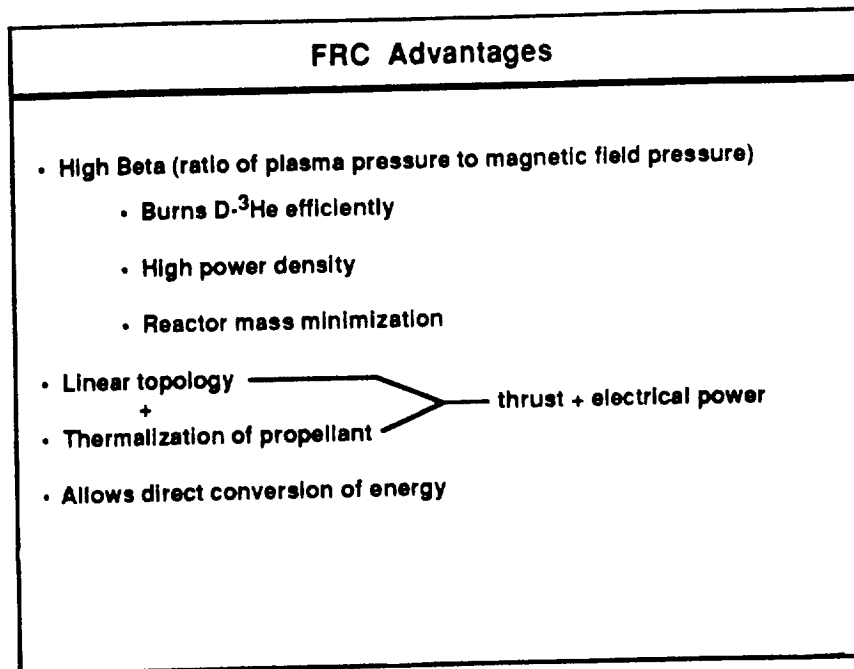 FRC Advantages
• High Beta (ratio of plasma pressure to magnetic field pressure)
• Burns D-³He efficiently
• High power density
• Reactor mass minimization
• Linear topology
+
thrust + electrical power
• Thermalization of propellant
• Allows direct conversion of energy